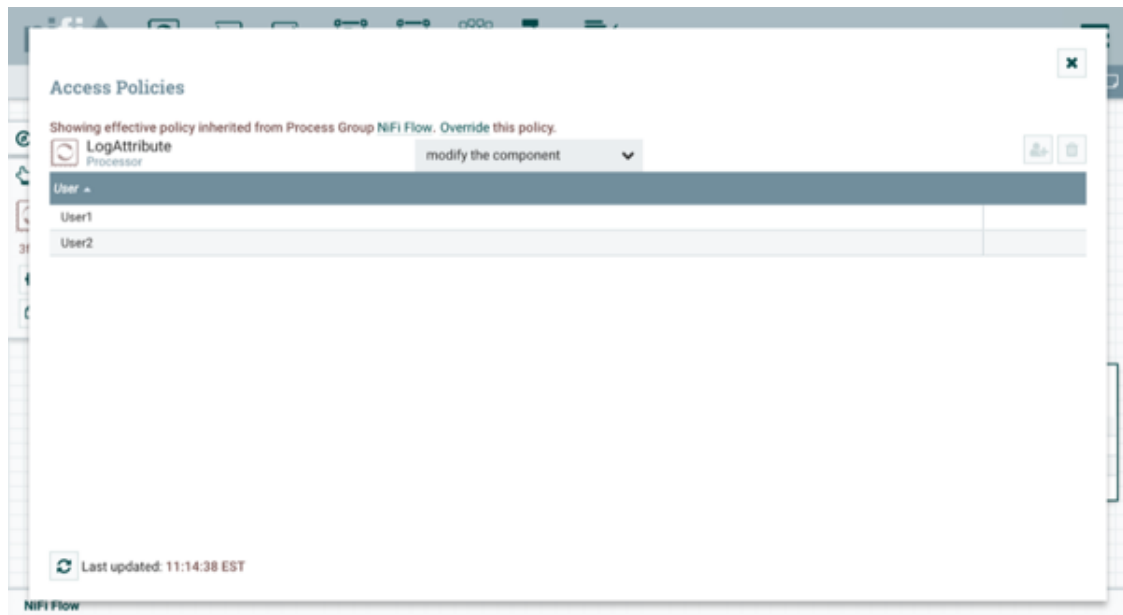 Access Policies
Showing effective policy inherited from Process Group NiFi Flow. Override this policy.
LogAttribute
Processor
modify the component
User
User1
User2
Last updated: 11:14:38 EST
NiFi Flow